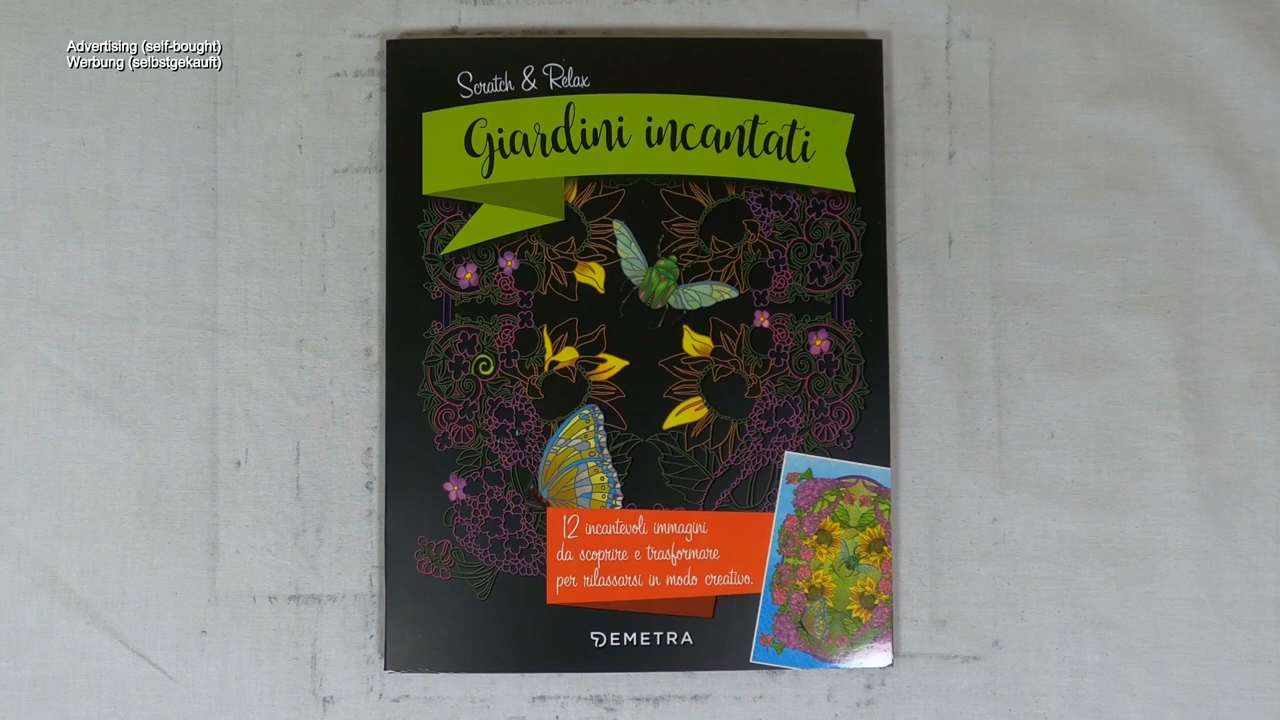 Advertising (self-bought)
Werbung (selbstgekauft)
Scratch & Relax
Giardini incantati
12 incantevoli immagini
da scoprire e trasformare
per rilassarsi in modo creativo.
DEMETRA